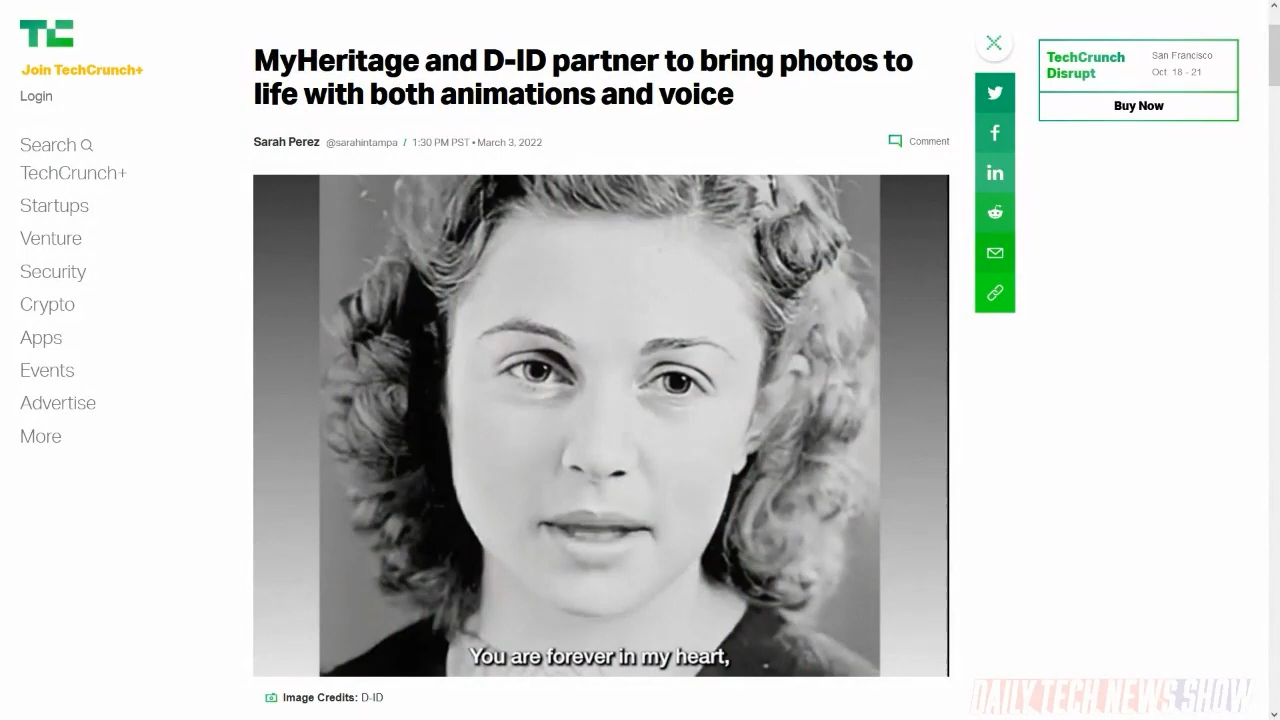 TC
Join TechCrunch+
Login
Search
TechCrunch+
Startups
Venture
Security
Crypto
Apps
Events
Advertise
More
MyHeritage and D-ID partner to bring photos to
life with both animations and voice
Sarah Perez @sarahintampa / 1:30 PM PST • March 3, 2022
Comment
You are forever in my heart,
Image Credits: D-ID
f
in
TechCrunch
Disrupt
San Francisco
Oct 18 - 21
Buy Now
DAILY TECH NEWS SHOW